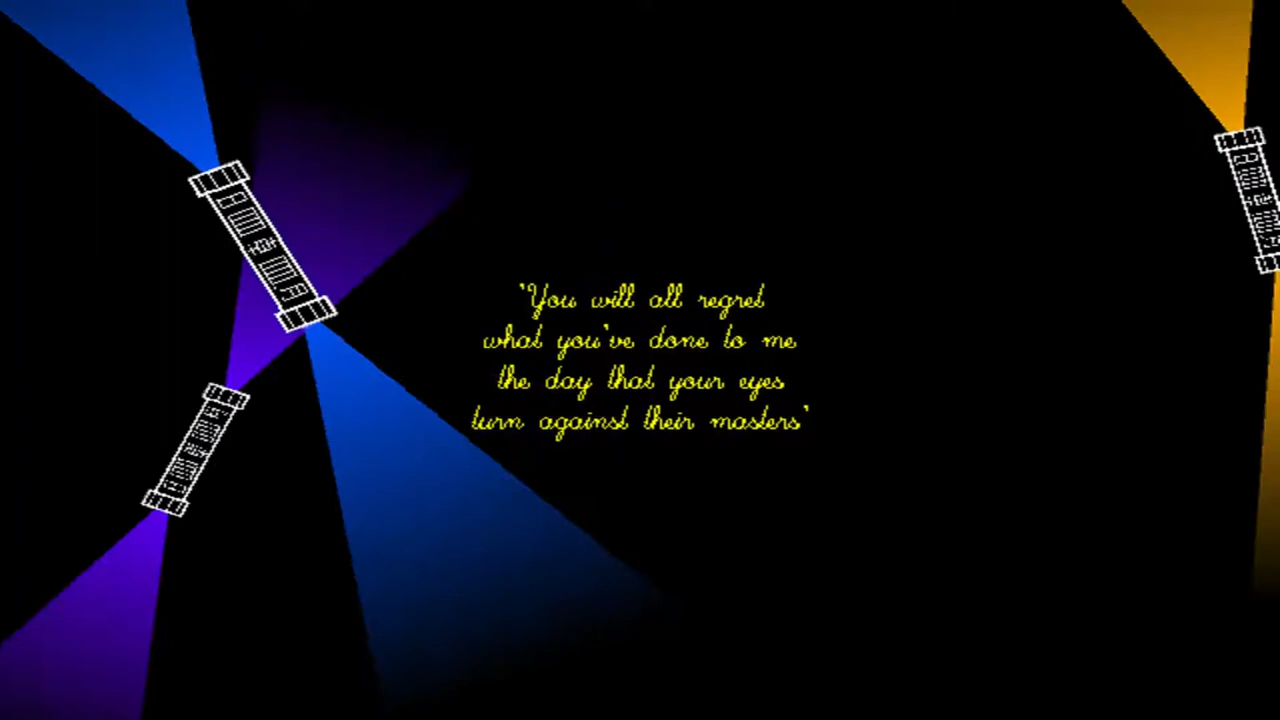 'You will all regret
what you've done to me
the day that your eyes
turn against their masters'